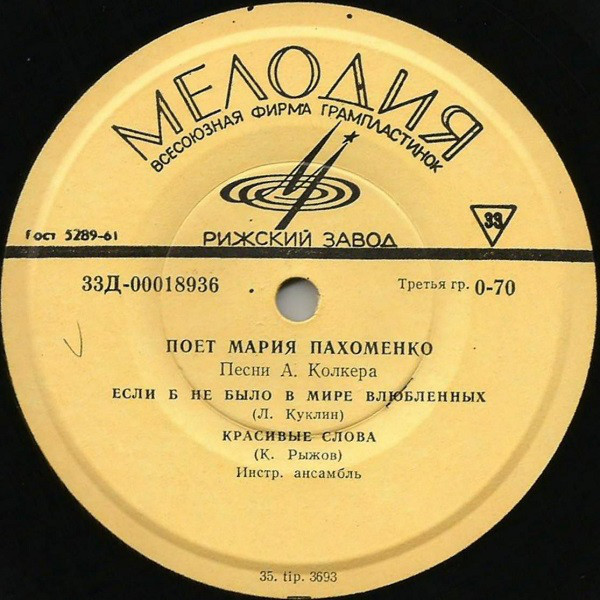 МЕЛОДИЯ
ВСЕСОЮЗНАЯ ФИРМА ГРАМПЛАСТИНОК
Гост 5289-61
33
РИЖСКИЙ ЗАВОД
33Д-00018936
Третья гр. 0-70
ПОЕТ МАРИЯ ПАХОМЕНКО
Песни А. Колкера
ЕСЛИ Б НЕ БЫЛО В МИРЕ ВЛЮБЛЕННЫХ
(Л. Куклин)
КРАСИВЫЕ СЛОВА
(К. Рыжов)
Инстр. ансамбль
35. tip. 3693